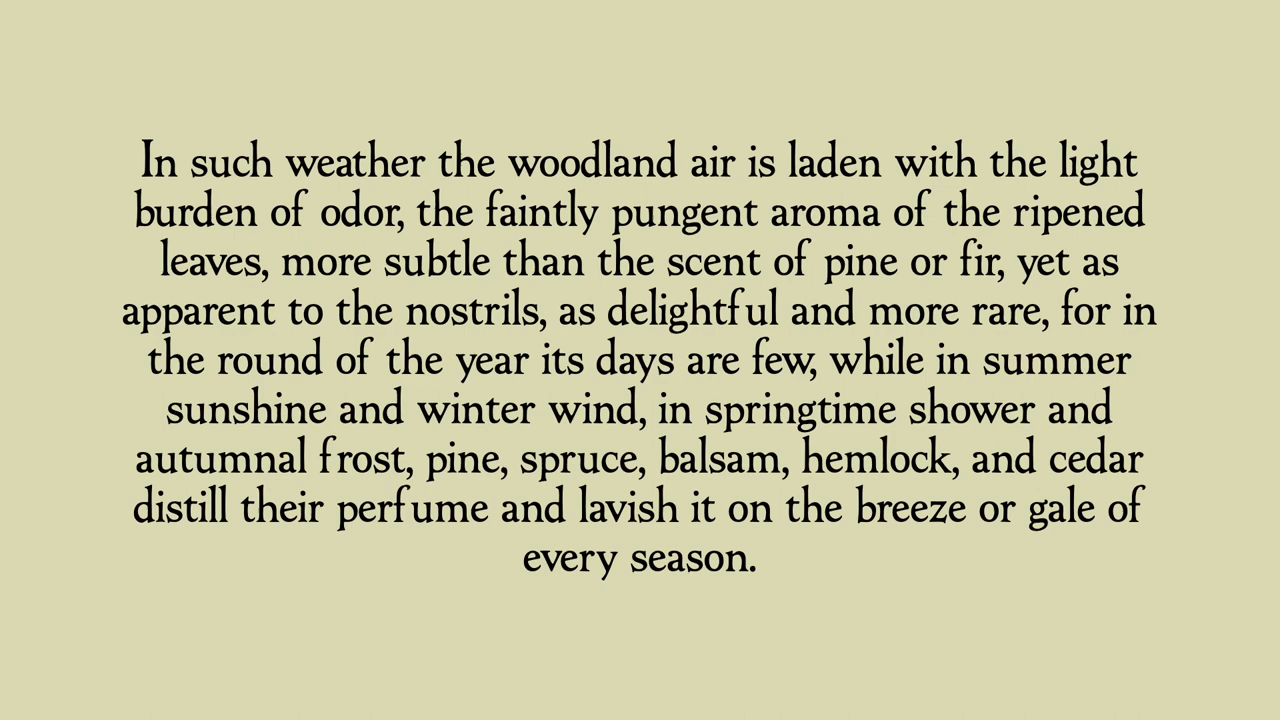 In such weather the woodland air is laden with the light
burden of odor, the faintly pungent aroma of the ripened
leaves, more subtle than the scent of pine or fir, yet as
apparent to the nostrils, as delightful and more rare, for in
the round of the year its days are few, while in summer
sunshine and winter wind, in springtime shower and
autumnal frost, pine, spruce, balsam, hemlock, and cedar
distill their perfume and lavish it on the breeze or gale of
every season.